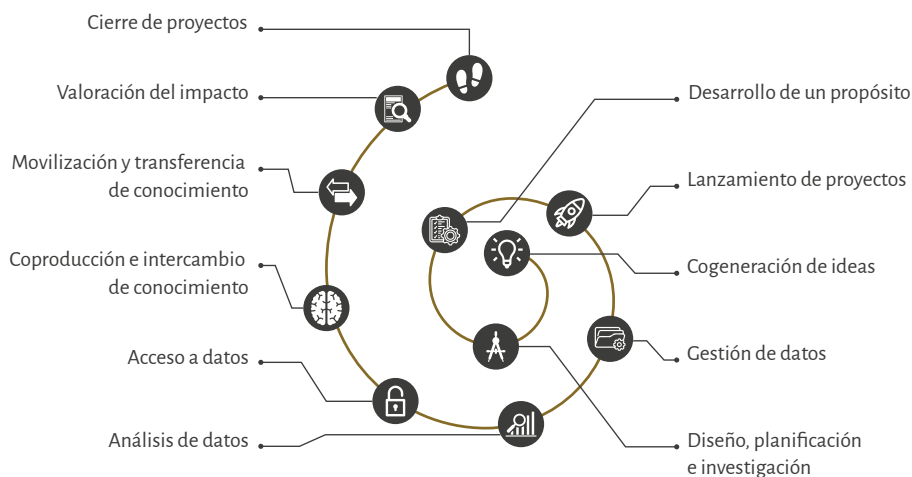 Cierre de proyectos
Valoración del impacto
Movilización y transferencia
de conocimiento
Coproducción e intercambio
de conocimiento
Acceso a datos
Análisis de datos
Desarrollo de un propósito
Lanzamiento de proyectos
Cogeneración de ideas
Gestión de datos
Diseño, planificación
e investigación